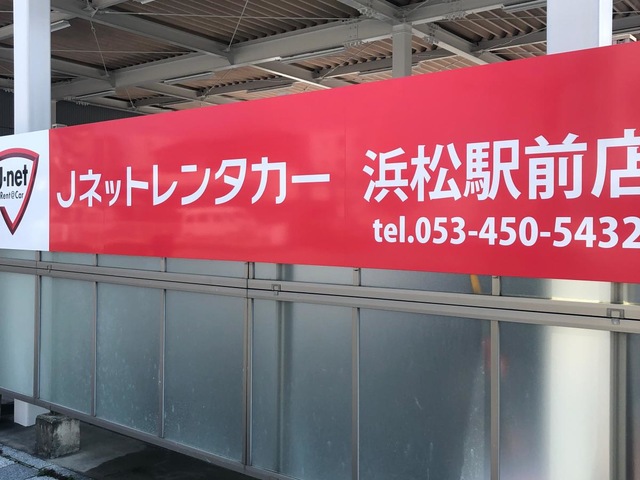 J-net
Rent@Car
Jネットレンタカー 浜松駅前店
tel.053-450-5432